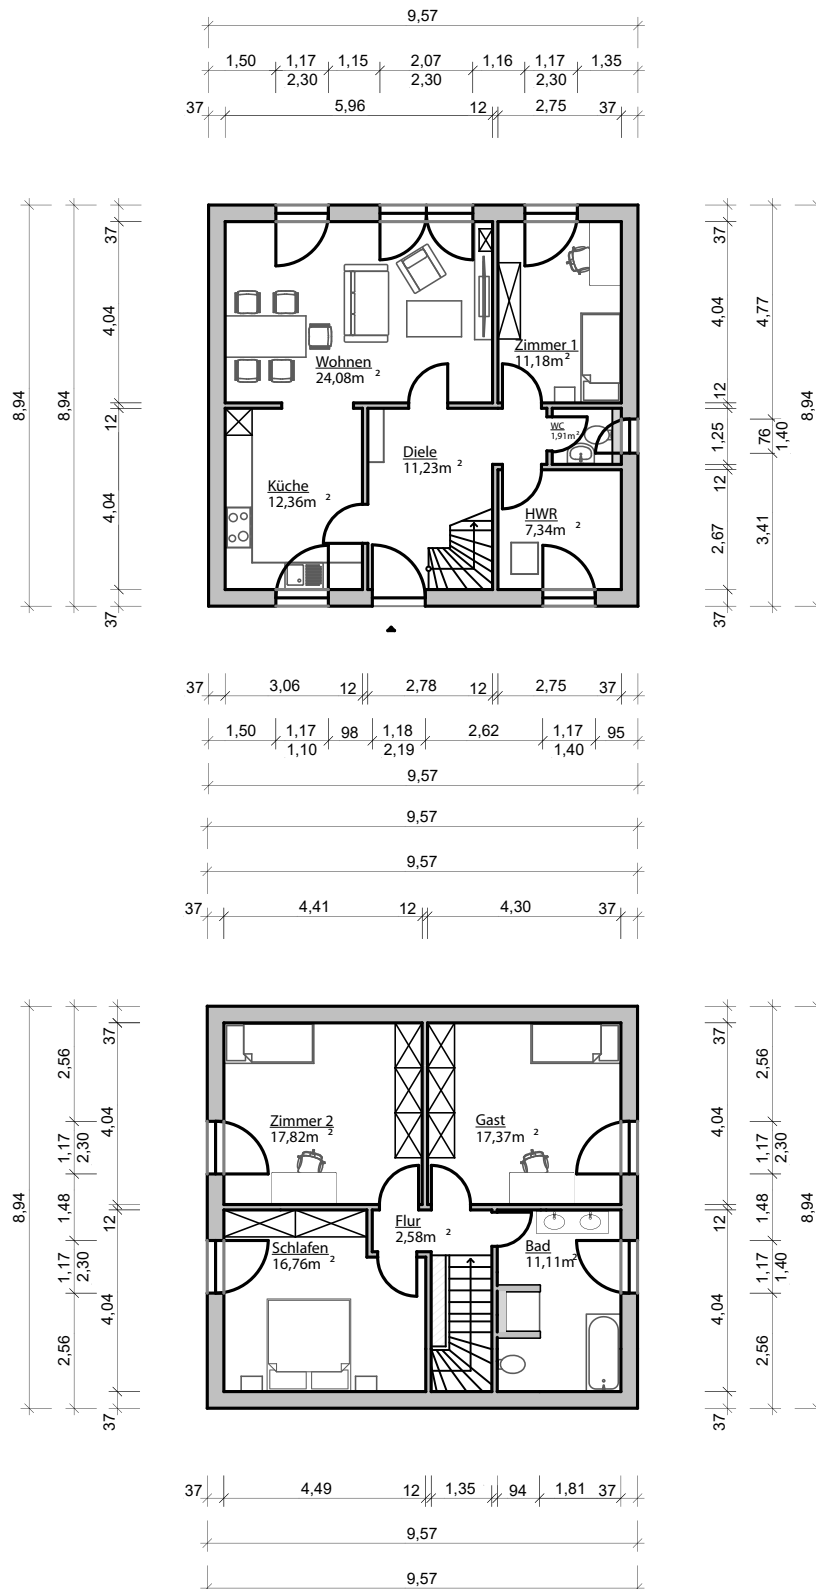 9,57
1,50 1,17 1,15 2,07 1,16 1,17 1,35
2,30 2,30 2,30
37 5,96 12 2,75 37
37 37
4,04 4,04 4,77
Zimmer 1
11,18m²
Wohnen
24,08m²
8,94 8,94 8,94
12 12
WC
1,91m²
1,25 76 1,40
Diele
11,23m²
Küche
12,36m²
12
HWR
7,34m²
4,04 2,67 3,41
37 37
37 3,06 12 2,78 12 2,75 37
1,50 1,17 98 1,18 2,62 1,17 95
1,10 2,19 1,40
9,57
9,57
9,57
37 4,41 12 4,30 37
37 37
2,56 2,56
4,04 4,04
Zimmer 2
17,82m²
Gast
17,37m²
1,17 2,30 1,17 2,30
8,94 8,94
1,48 12 12 1,48
Flur
2,58m²
Schlafen
16,76m²
Bad
11,11m²
1,17 2,30 1,17 1,40
4,04 4,04
2,56 2,56
37 37
37 4,49 12 1,35 94 1,81 37
9,57
9,57